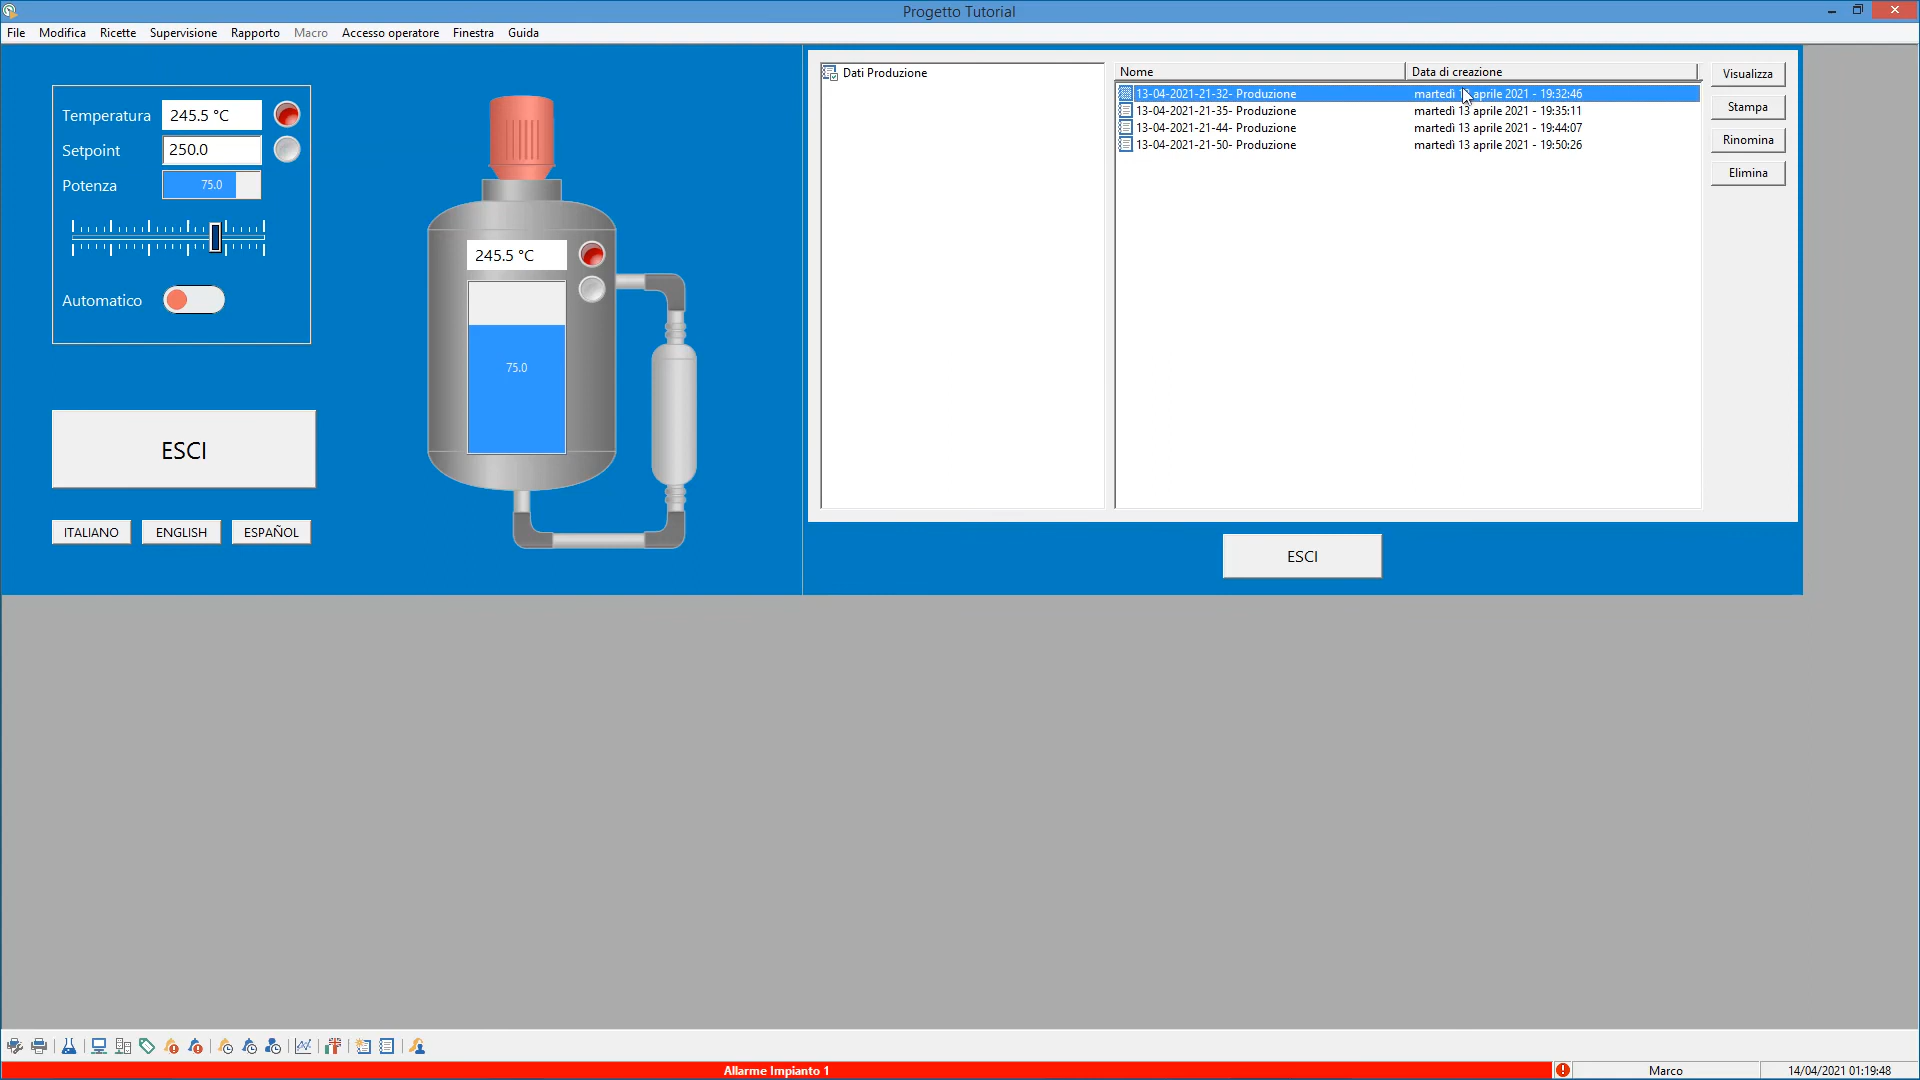 Progetto Tutorial
File Modifica Ricette Supervisione Rapporto Macro Accesso operatore Finestra Guida
Temperatura 245.5 °C
Setpoint 250.0
Potenza 75.0
Automatico
ESCI
ITALIANO ENGLISH ESPAÑOL
245.5 °C
75.0
Dati Produzione
Nome Data di creazione
13-04-2021-21-32- Produzione martedì aprile 2021 - 19:32:46
13-04-2021-21-35- Produzione martedì 13 aprile 2021 - 19:35:11
13-04-2021-21-44- Produzione martedì 13 aprile 2021 - 19:44:07
13-04-2021-21-50- Produzione martedì 13 aprile 2021 - 19:50:26
Visualizza
Stampa
Rinomina
Elimina
ESCI
Allarme Impianto 1 Marco 14/04/2021 01:19:48